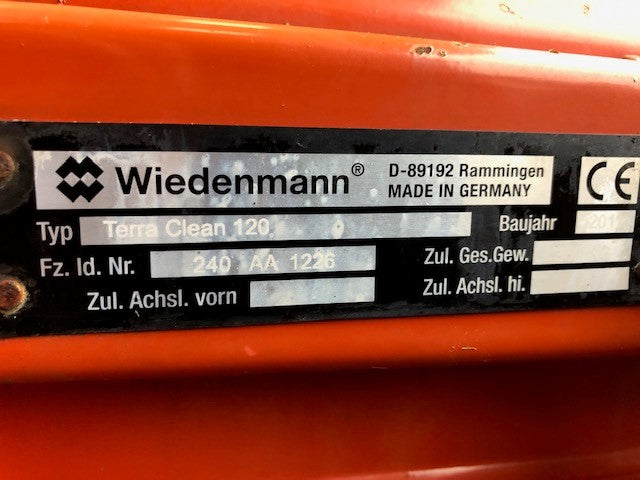 Wiedenmann® D-89192 Rammingen
MADE IN GERMANY
CE
Typ Terra Clean 120 Baujahr
Fz. Id. Nr. 240 AA 1226 Zul. Ges.Gew.
Zul. Achsl. vorn Zul. Achsl. hi.